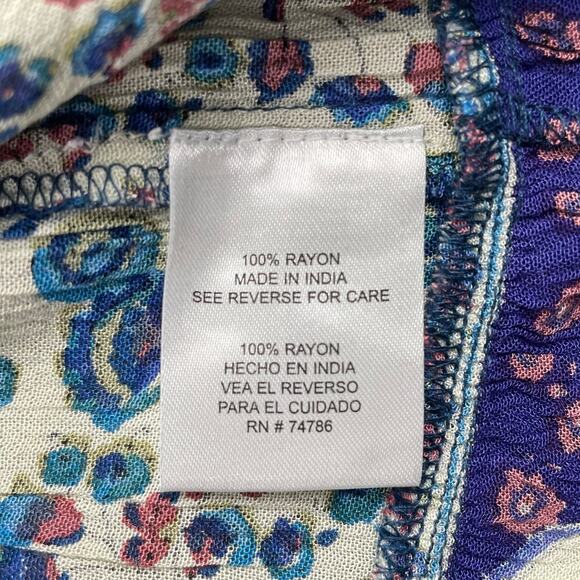 100% RAYON
MADE IN INDIA
SEE REVERSE FOR CARE
100% RAYON
HECHO EN INDIA
VEA EL REVERSO
PARA EL CUIDADO
RN # 74786